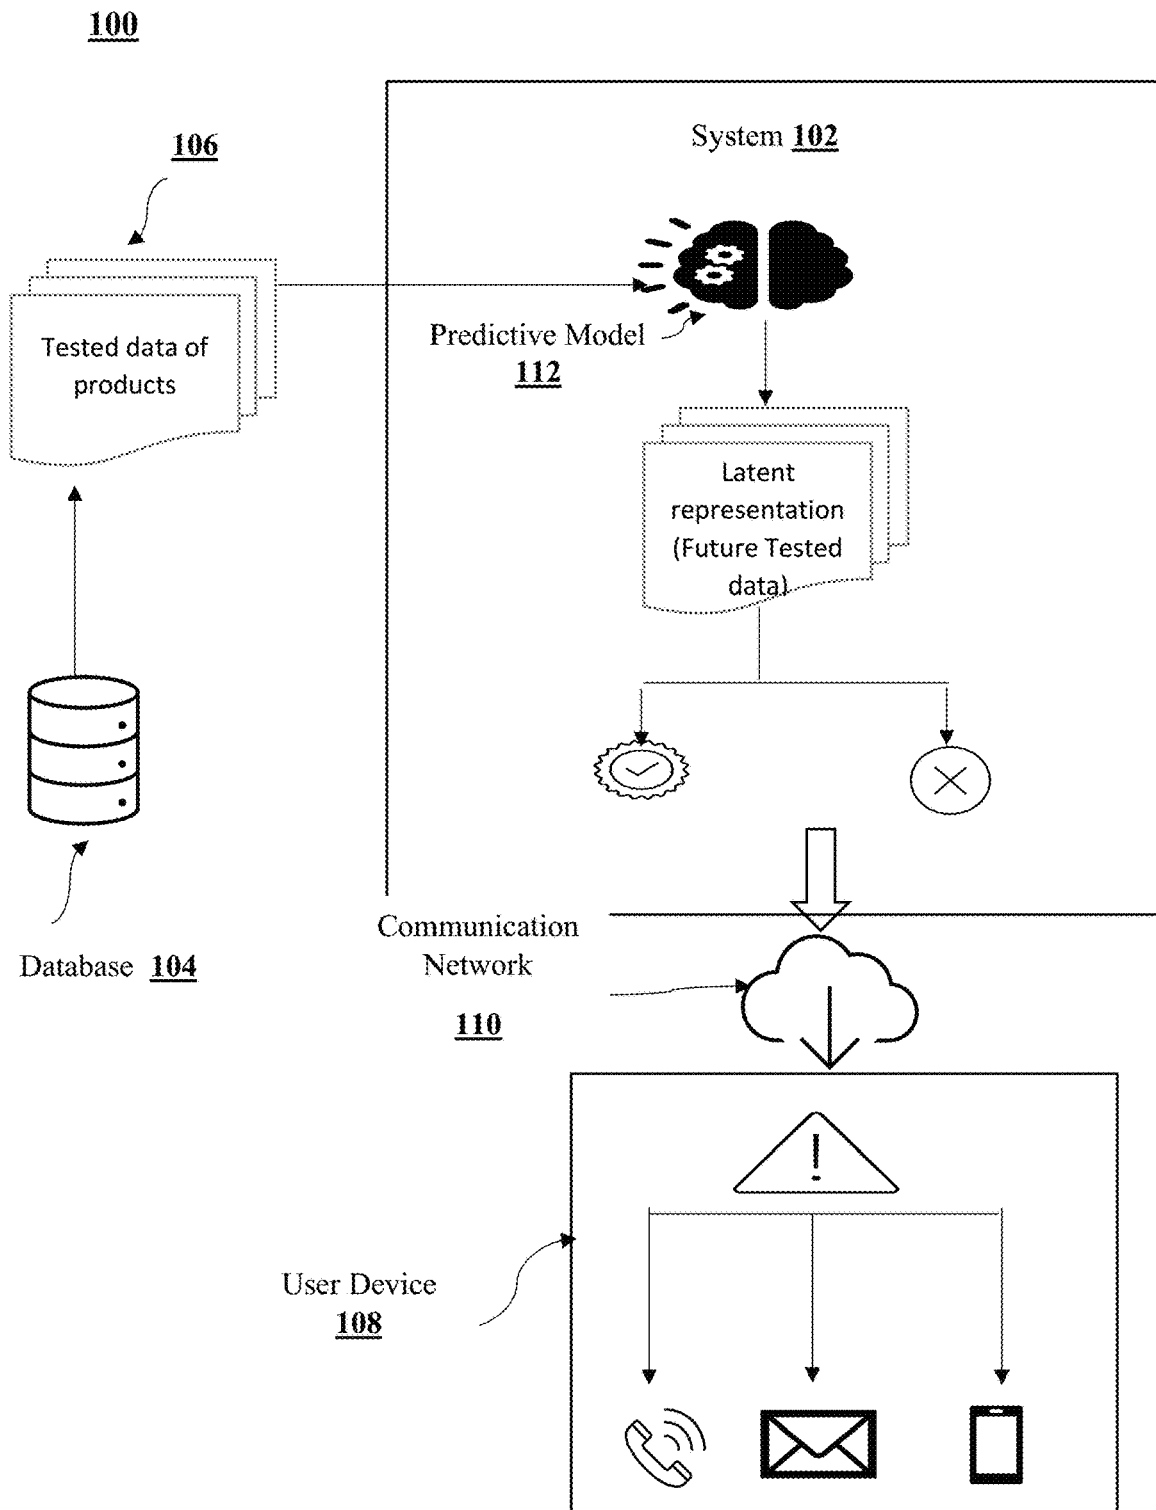 100
System 102
106
Tested data of
products
Predictive Model
112
Latent
representation
(Future Tested
data)
Communication
Network
110
Database 104
User Device
108